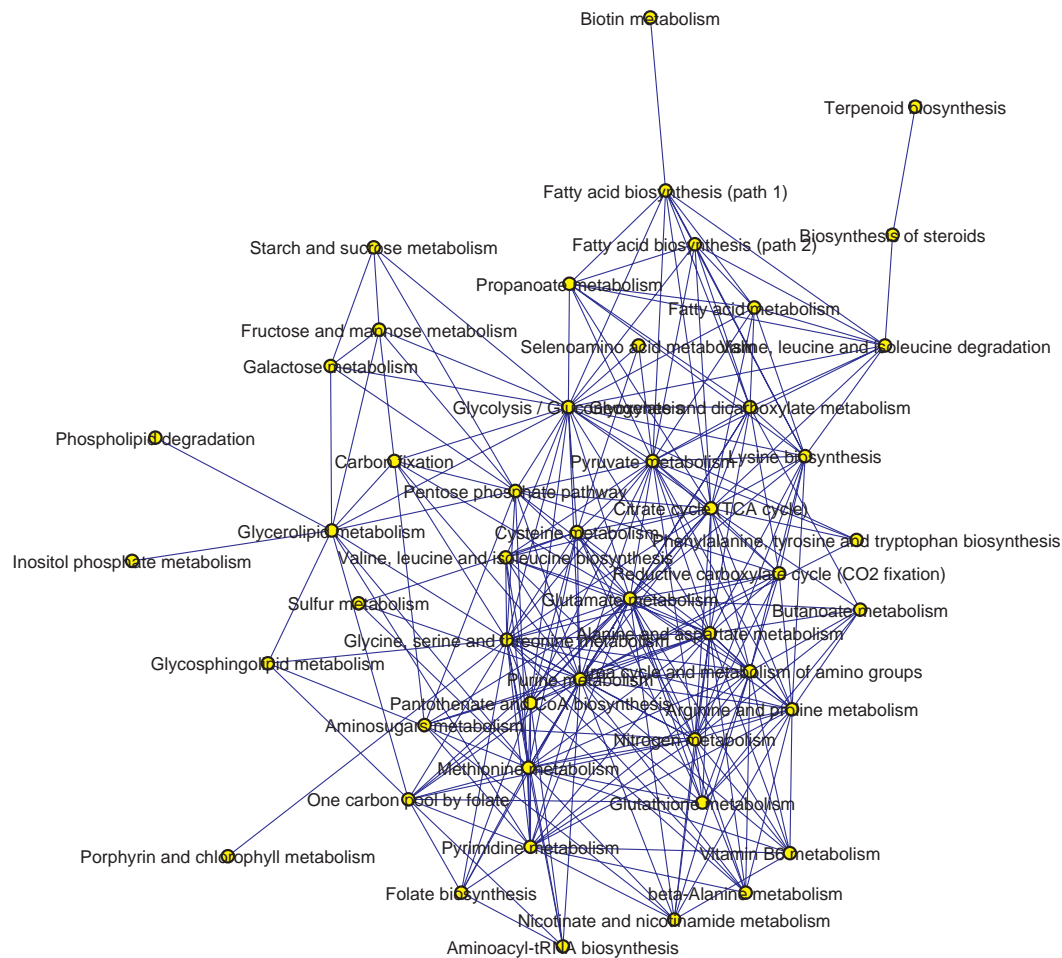 Biotin metabolism
Terpenoid biosynthesis
Fatty acid biosynthesis (path 1)
Biosynthesis of steroids
Fatty acid biosynthesis (path 2)
Starch and sucrose metabolism
Propanoate metabolism
Fatty acid metabolism
Fructose and mannose metabolism
Selenoamino acid metabolism
Valine, leucine and isoleucine degradation
Galactose metabolism
Glycolysis / Gluconeogenesis
Glyoxylate and dicarboxylate metabolism
Phospholipid degradation
Carbon fixation
Pyruvate metabolism
Lysine biosynthesis
Pentose phosphate pathway
Citrate cycle (TCA cycle)
Glycerolipid metabolism
Cysteine metabolism
Phenylalanine, tyrosine and tryptophan biosynthesis
Inositol phosphate metabolism
Valine, leucine and isoleucine biosynthesis
Reductive carboxylate cycle (CO2 fixation)
Sulfur metabolism
Glutamate metabolism
Butanoate metabolism
Glycine, serine and threonine metabolism
Alanine and aspartate metabolism
Glycosphingolipid metabolism
Purine metabolism
Urea cycle and metabolism of amino groups
Pantothenate and CoA biosynthesis
Arginine and proline metabolism
Aminosugars metabolism
Nitrogen metabolism
Methionine metabolism
One carbon pool by folate
Glutathione metabolism
Porphyrin and chlorophyll metabolism
Pyrimidine metabolism
Vitamin B6 metabolism
Folate biosynthesis
beta-Alanine metabolism
Nicotinate and nicotinamide metabolism
Aminoacyl-tRNA biosynthesis